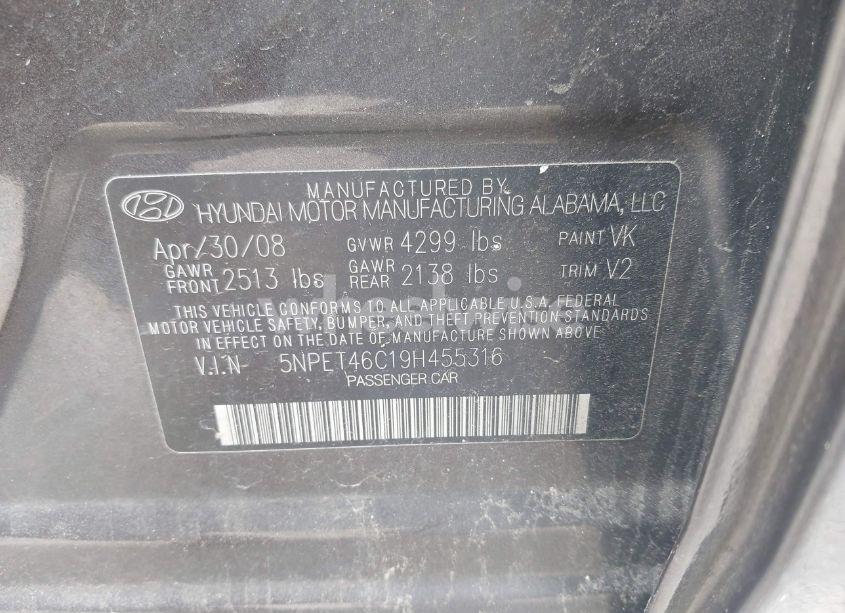 MANUFACTURED BY
HYUNDAI MOTOR MANUFACTURING ALABAMA, LLC
Apr/30/08 GVWR 4299 lbs PAINT VK
GAWR FRONT 2513 lbs GAWR REAR 2138 lbs TRIM V2
THIS VEHICLE CONFORMS TO ALL APPLICABLE U.S.A. FEDERAL
MOTOR VEHICLE SAFETY, BUMPER, AND THEFT PREVENTION STANDARDS
IN EFFECT ON THE DATE OF MANUFACTURE SHOWN ABOVE.
V.I.N 5NPET46C19H455316
PASSENGER CAR